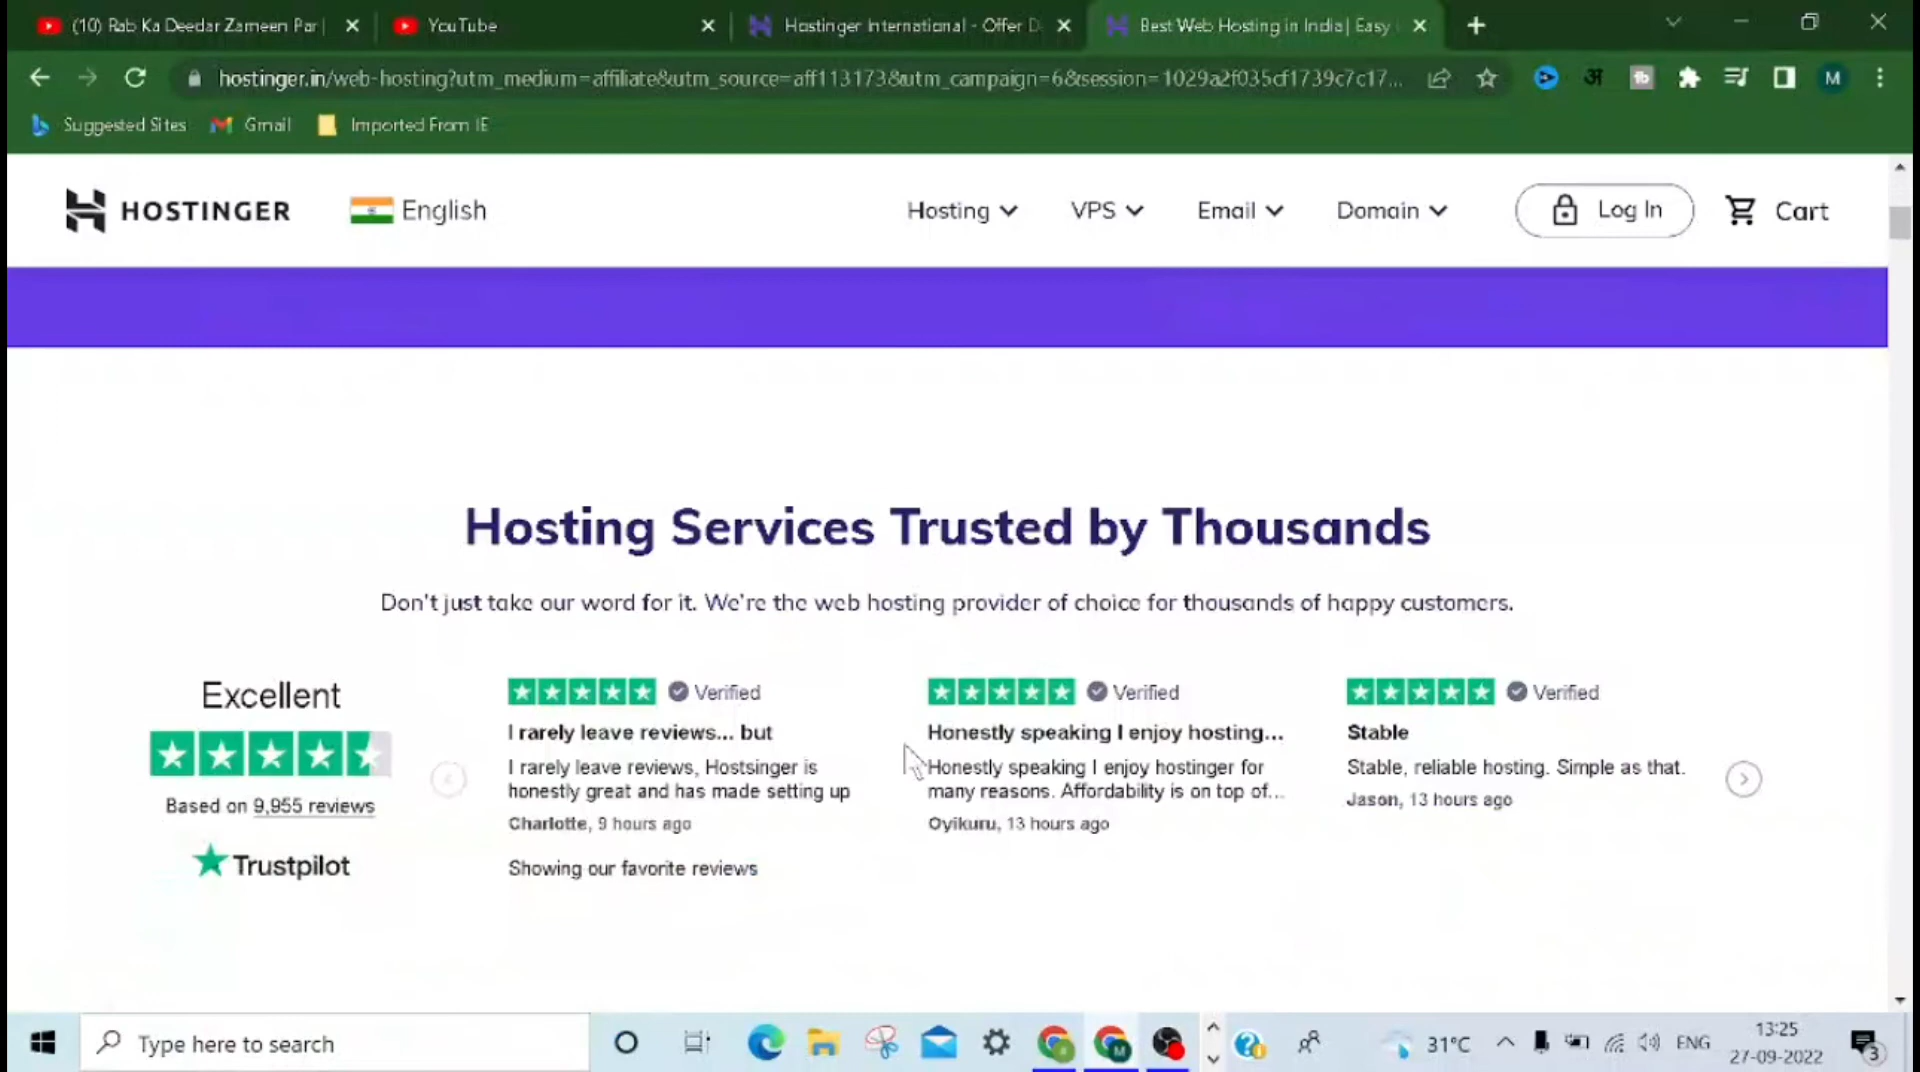 (10) Rab Ka Deedar Zameen Par |
YouTube
Hostinger International - Offer D
Best Web Hosting in India | Easy
hostinger.in/web-hosting?utm_medium=affiliate&utm_source=aff113173&utm_campaign=6&session=1029a2f035cf1739c7c17...
M
Suggested Sites
Gmail
Imported From IE
HOSTINGER
English
Hosting
VPS
Email
Domain
Log In
Cart
Hosting Services Trusted by Thousands
Don't just take our word for it. We're the web hosting provider of choice for thousands of happy customers.
Excellent
Based on 9,955 reviews
Trustpilot
Verified
I rarely leave reviews... but
I rarely leave reviews, Hostsinger is
honestly great and has made setting up
Charlotte, 9 hours ago
Showing our favorite reviews
Verified
Honestly speaking I enjoy hosting...
Honestly speaking I enjoy hostinger for
many reasons. Affordability is on top of...
Oyikuru, 13 hours ago
Verified
Stable
Stable, reliable hosting. Simple as that.
Jason, 13 hours ago
Type here to search
31°C
ENG
13:25
27-09-2022
3